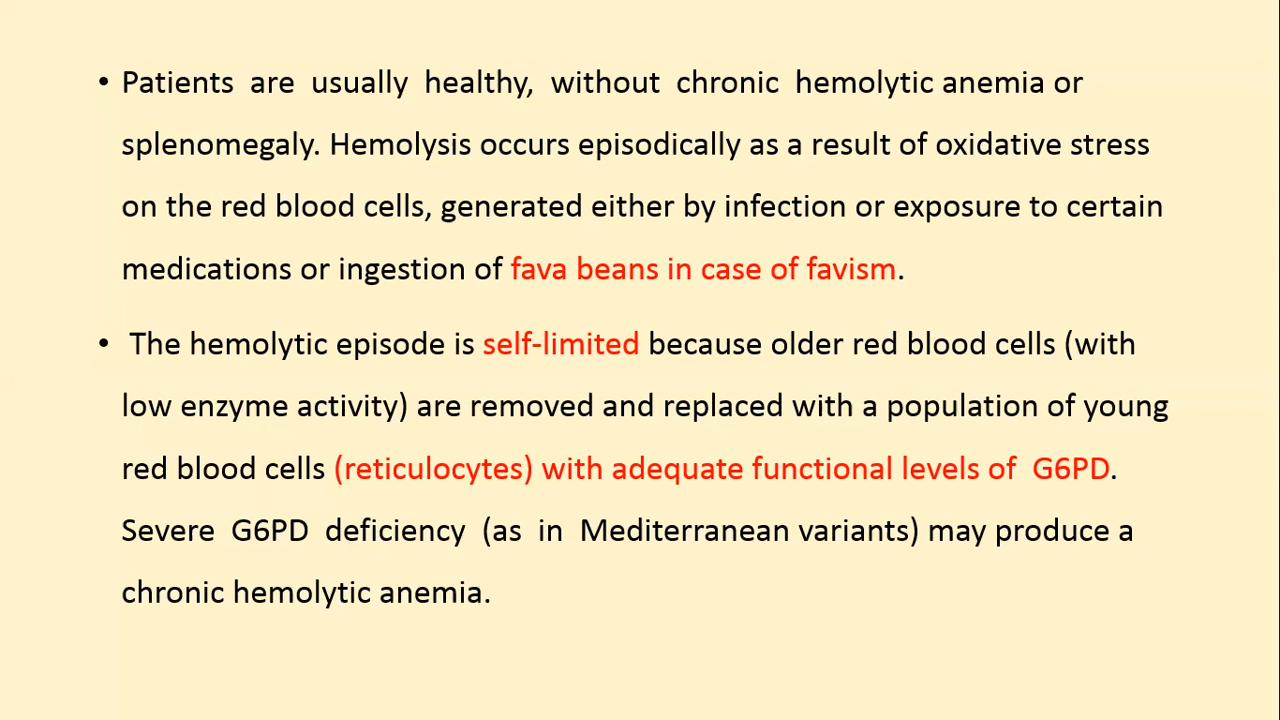 • Patients are usually healthy, without chronic hemolytic anemia or
splenomegaly. Hemolysis occurs episodically as a result of oxidative stress
on the red blood cells, generated either by infection or exposure to certain
medications or ingestion of fava beans in case of favism.
• The hemolytic episode is self-limited because older red blood cells (with
low enzyme activity) are removed and replaced with a population of young
red blood cells (reticulocytes) with adequate functional levels of G6PD.
Severe G6PD deficiency (as in Mediterranean variants) may produce a
chronic hemolytic anemia.